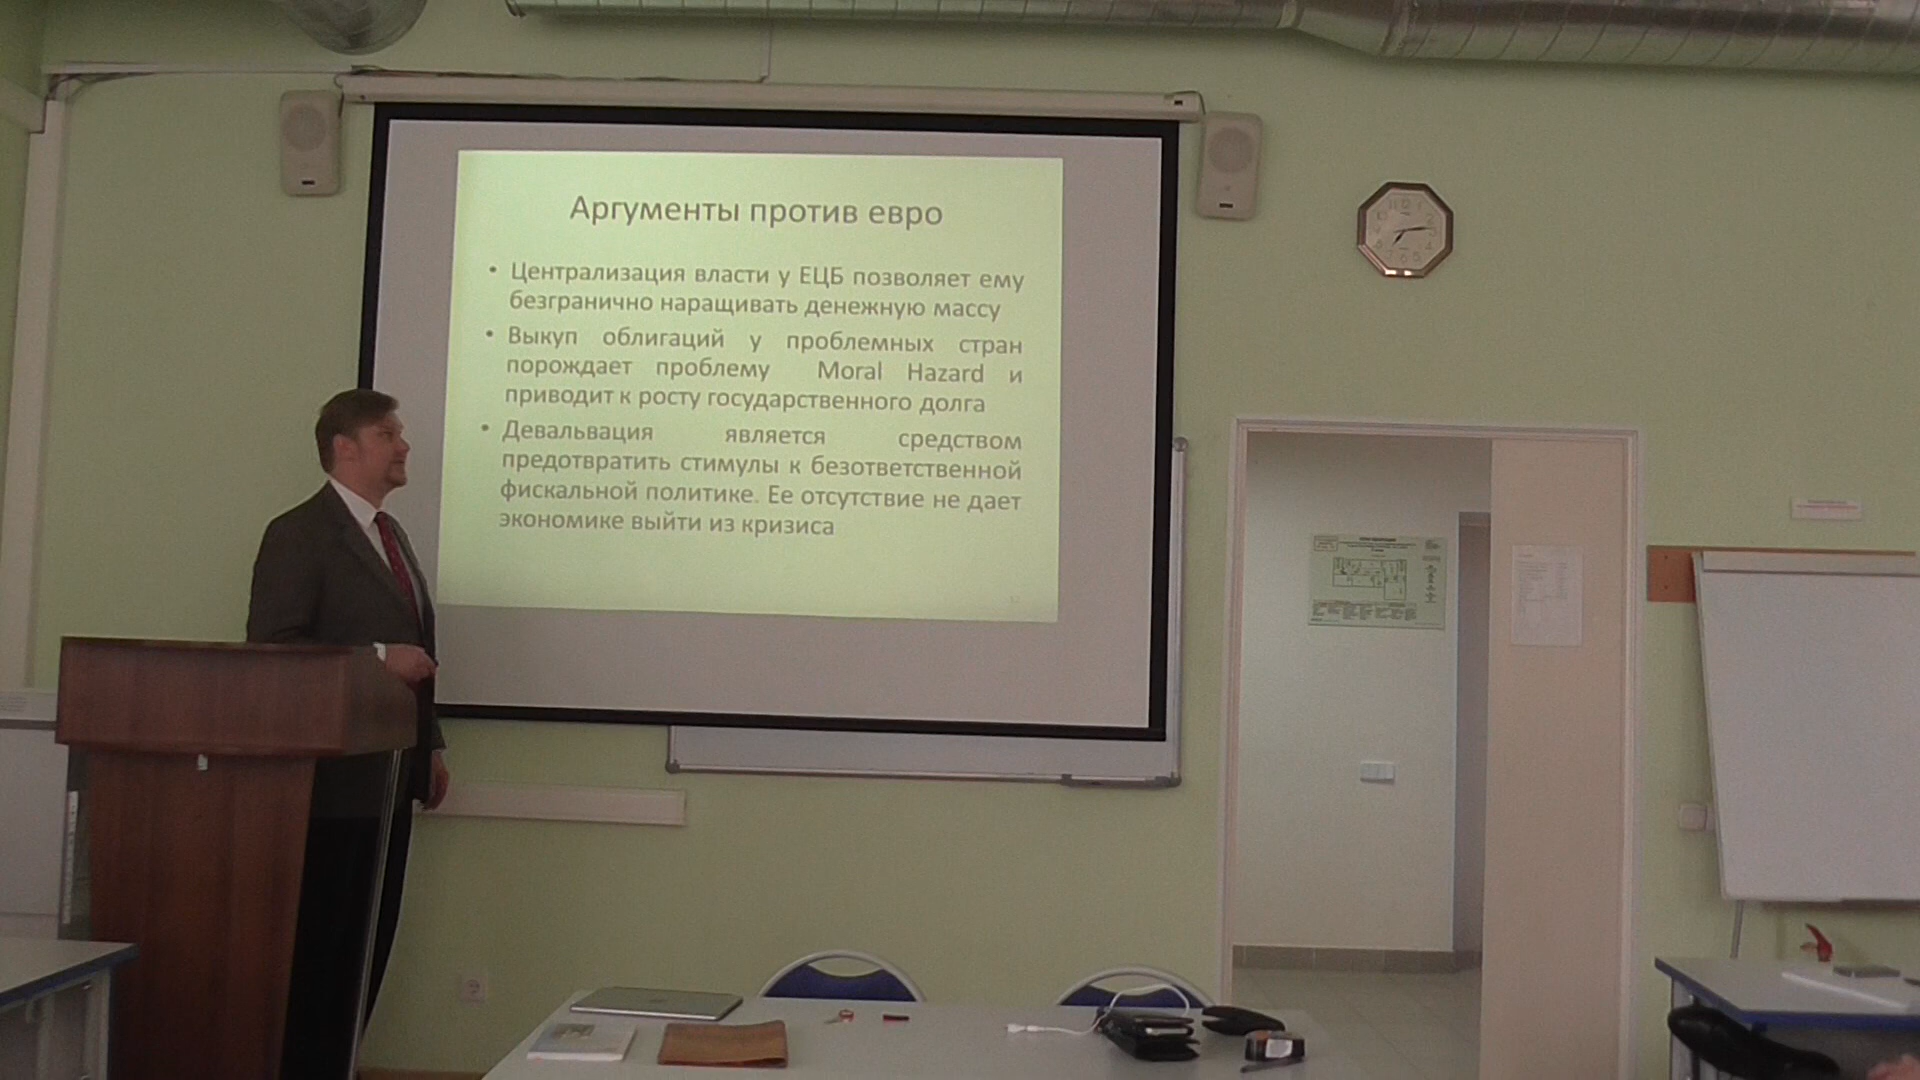 Аргументы против евро
• Централизация власти у ЕЦБ позволяет ему
безгранично наращивать денежную массу
• Выкуп облигаций у проблемных стран
порождает проблему Moral Hazard и
приводит к росту государственного долга
• Девальвация является средством
предотвратить стимулы к безответственной
фискальной политике. Ее отсутствие не дает
экономике выйти из кризиса